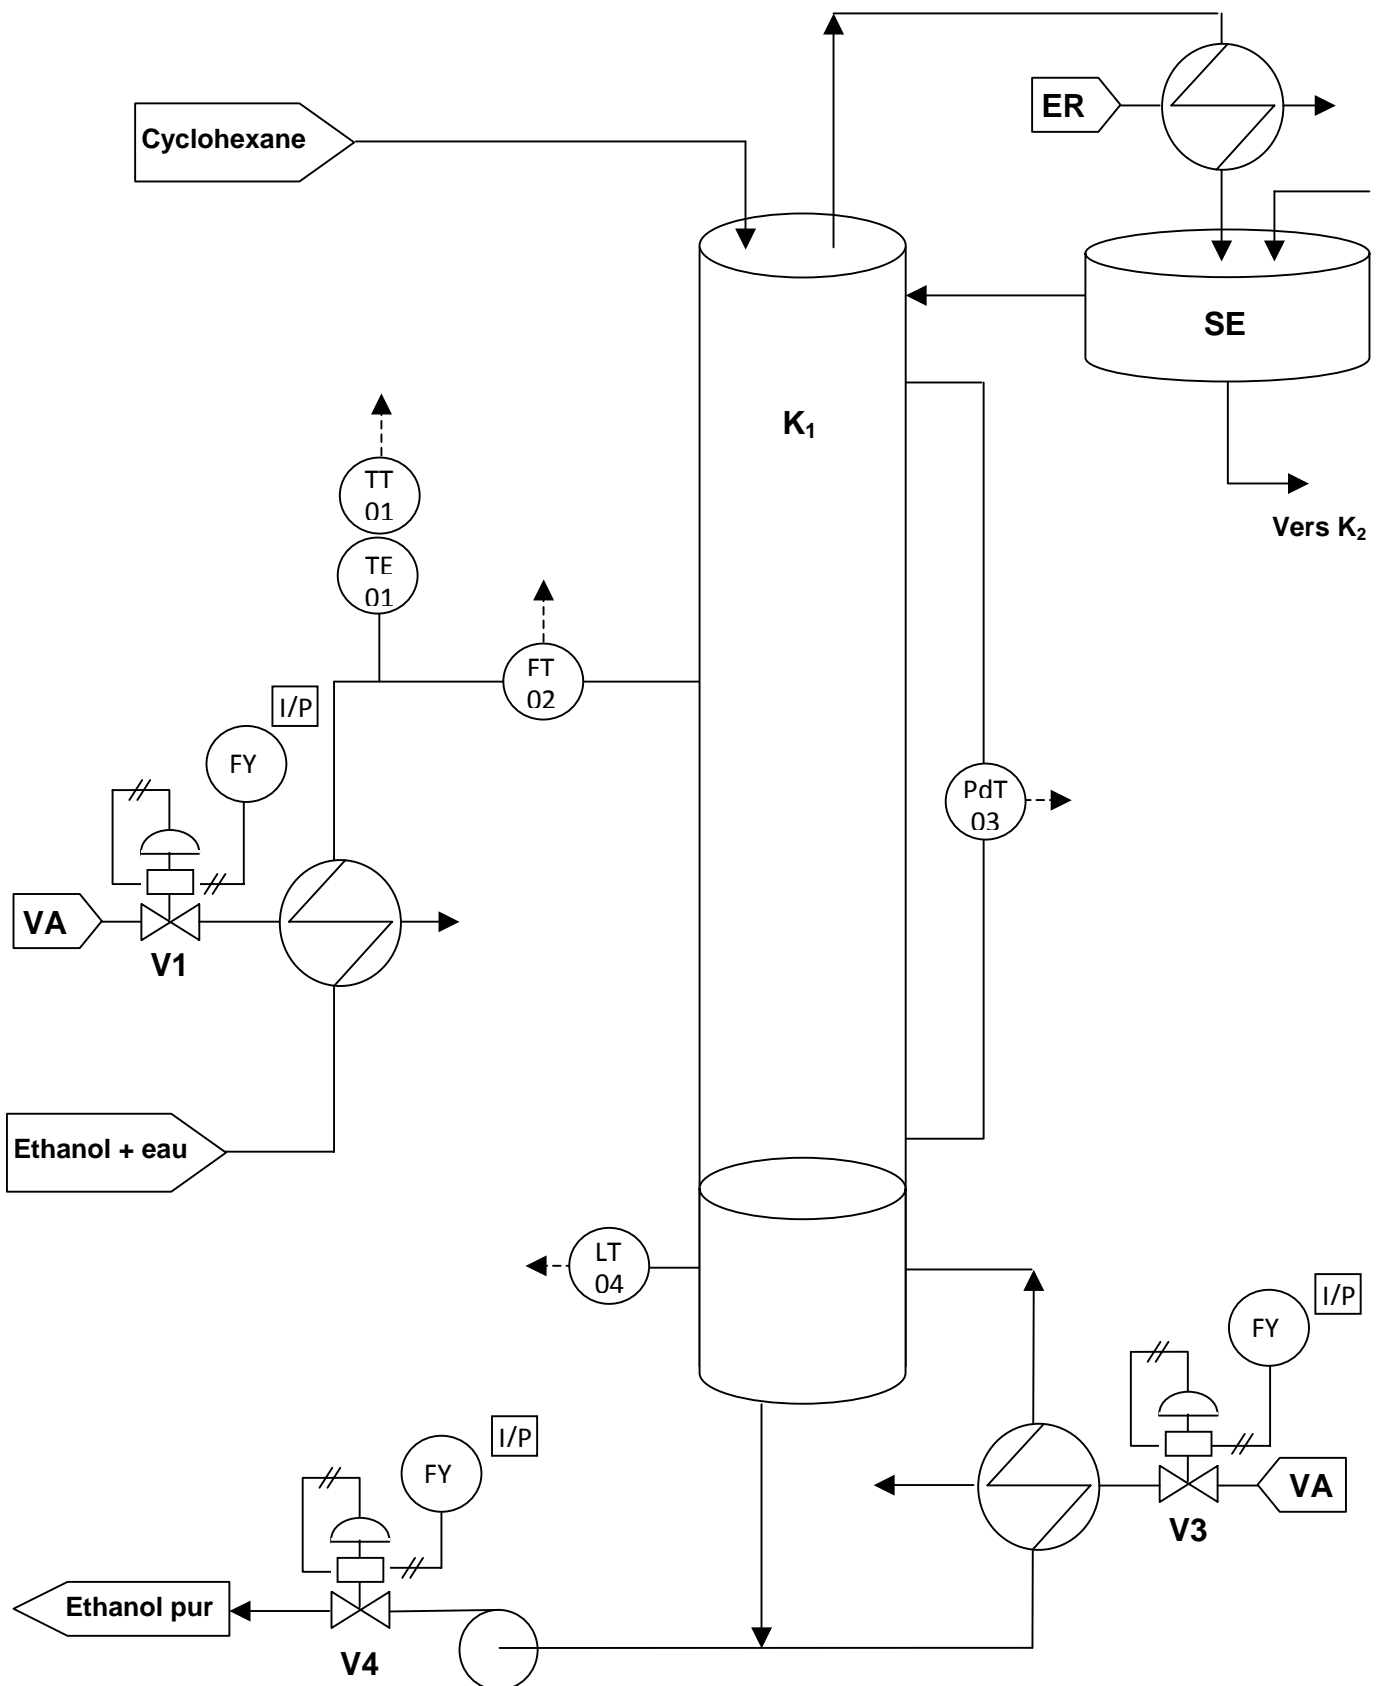 ER
Cyclohexane
SE
K₁
TT
01
Vers K₂
TE
01
FT
02
I/P
FY
PdT
03
VA
V1
Ethanol + eau
LT
04
I/P
FY
I/P
FY
VA
V3
Ethanol pur
V4